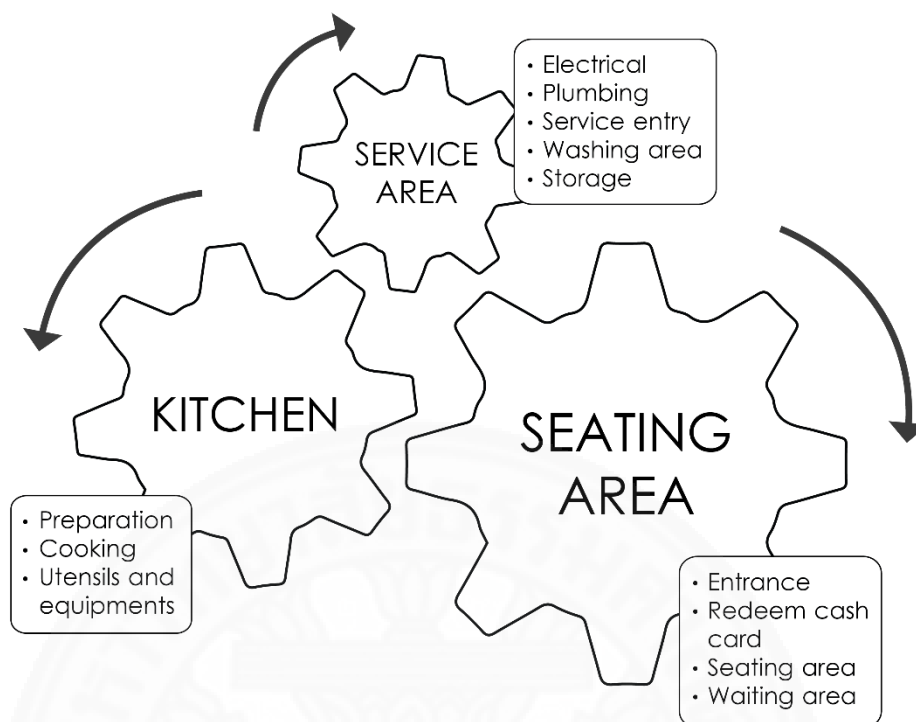 SERVICE
AREA
• Electrical
• Plumbing
• Service entry
• Washing area
• Storage
KITCHEN
• Preparation
• Cooking
• Utensils and
equipments
SEATING
AREA
• Entrance
• Redeem cash
card
• Seating area
• Waiting area